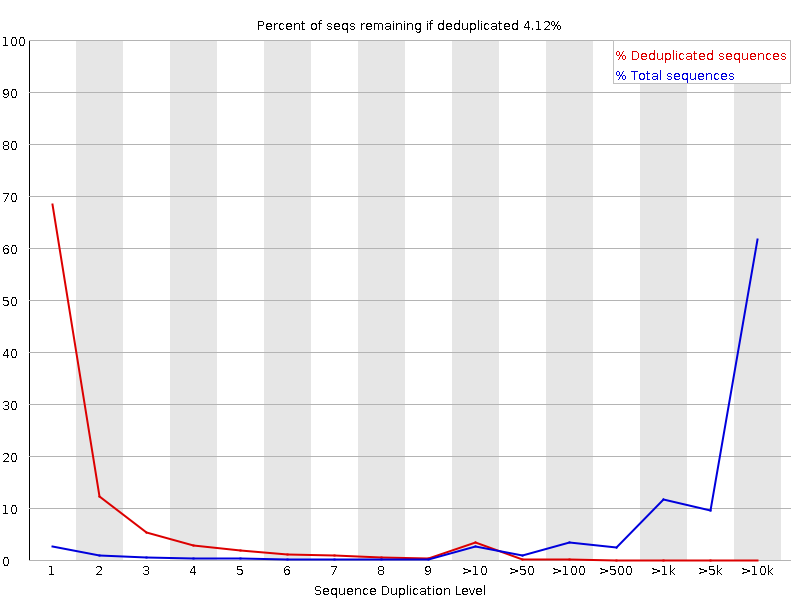 Percent of seqs remaining if deduplicated 4.12%
% Deduplicated sequences
% Total sequences
100
90
80
70
60
50
40
30
20
10
0
1 2 3 4 5 6 7 8 9 >10 >50 >100 >500 >1k >5k >10k
Sequence Duplication Level